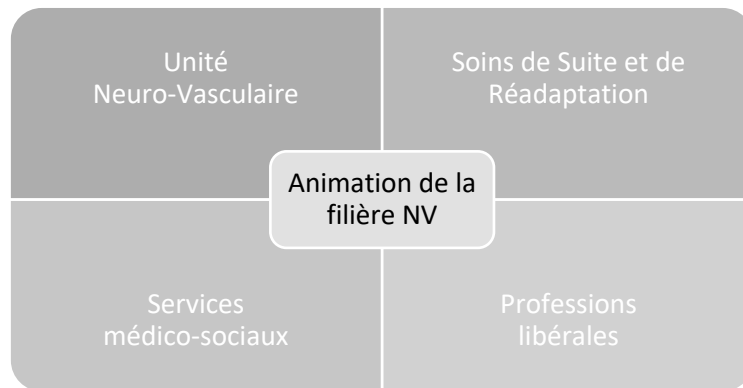 Unité
Neuro-Vasculaire
Soins de Suite et de
Réadaptation
Animation de la
filière NV
Services
médico-sociaux
Professions
libérales